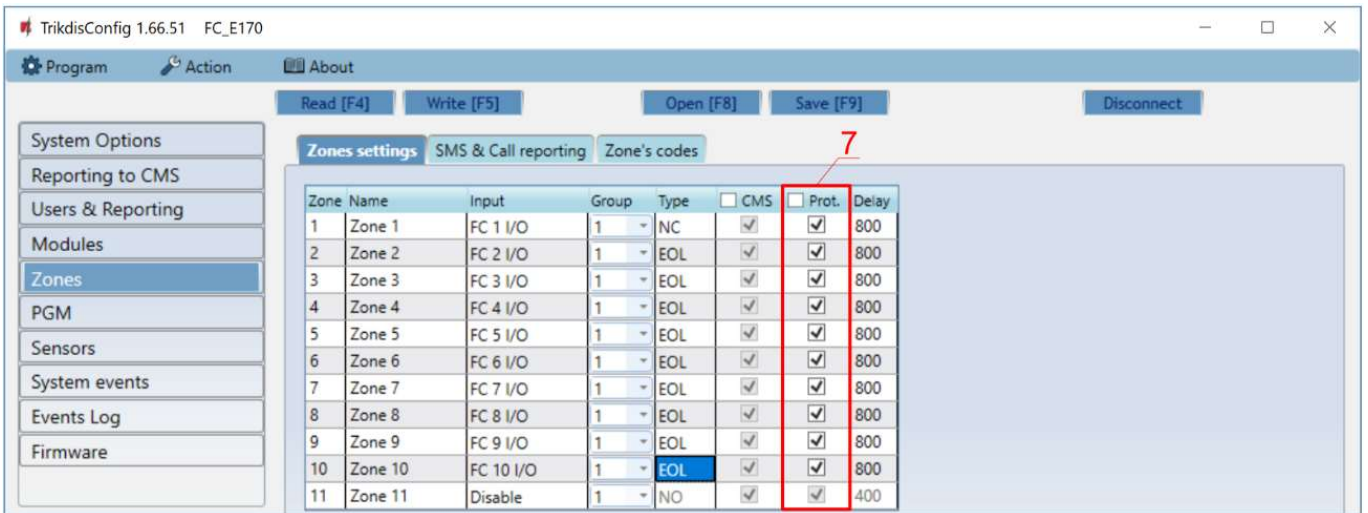 TrikdisConfig 1.66.51 FC_E170
Program Action About
Read [F4] Write [F5] Open [F8] Save [F9] Disconnect
System Options
Reporting to CMS
Users & Reporting
Modules
Zones
PGM
Sensors
System events
Events Log
Firmware
Zones settings SMS & Call reporting Zone's codes
7
Zone Name Input Group Type CMS Prot. Delay
1 Zone 1 FC 1 I/O 1 NC 800
2 Zone 2 FC 2 I/O 1 EOL 800
3 Zone 3 FC 3 I/O 1 EOL 800
4 Zone 4 FC 4 I/O 1 EOL 800
5 Zone 5 FC 5 I/O 1 EOL 800
6 Zone 6 FC 6 I/O 1 EOL 800
7 Zone 7 FC 7 I/O 1 EOL 800
8 Zone 8 FC 8 I/O 1 EOL 800
9 Zone 9 FC 9 I/O 1 EOL 800
10 Zone 10 FC 10 I/O 1 EOL 800
11 Zone 11 Disable 1 NO 400